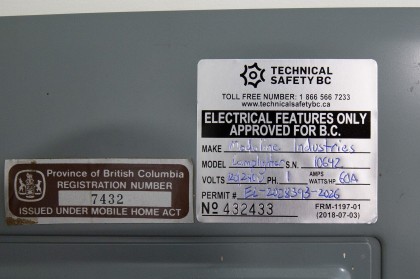 TECHNICAL
SAFETY BC
TOLL FREE NUMBER: 1 866 566 7233
www.technicalsafetybc.ca
ELECTRICAL FEATURES ONLY
APPROVED FOR B.C.
MAKE Moduline Industries
MODEL S.N. 10642
VOLTS PH. 1 AMPS WATTS/HP. 60A
PERMIT #
No 432433 FRM-1197-01
(2018-07-03)
Province of British Columbia
REGISTRATION NUMBER
7432
ISSUED UNDER MOBILE HOME ACT